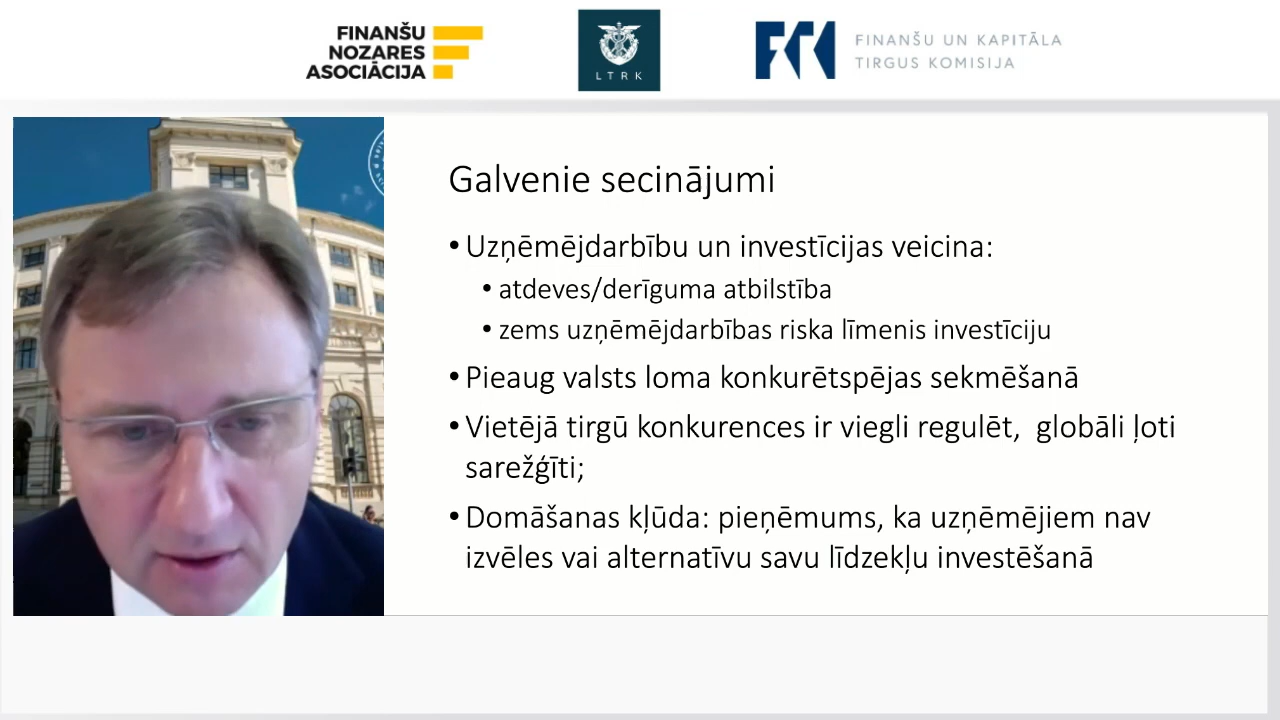 FINANŠU
NOZARES
ASOCIĀCIJA
LTRK
FINANŠU UN KAPITĀLA
TIRGUS KOMISIJA
Galvenie secinājumi
• Uzņēmējdarbību un investīcijas veicina:
• atdeves/derīguma atbilstība
• zems uzņēmējdarbības riska līmenis investīciju
• Pieaug valsts loma konkurētspējas sekmēšanā
• Vietējā tirgū konkurences ir viegli regulēt, globāli ļoti
sarežģīti;
• Domāšanas kļūda: pieņēmums, ka uzņēmējiem nav
izvēles vai alternatīvu savu līdzekļu investēšanā